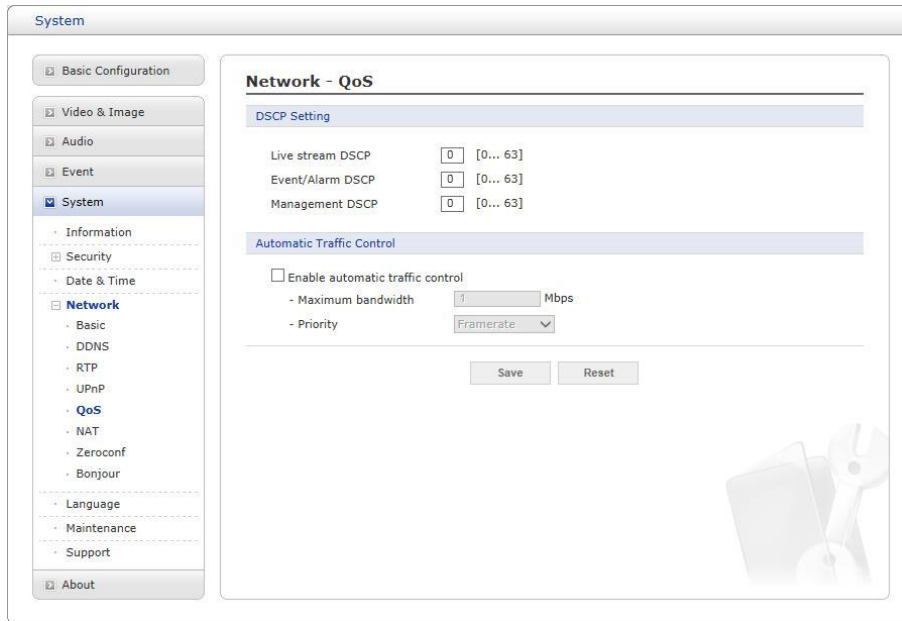 System
Basic Configuration
Video & Image
Audio
Event
System
Information
Security
Date & Time
Network
Basic
DDNS
RTP
UPnP
QoS
NAT
Zeroconf
Bonjour
Language
Maintenance
Support
About
Network - QoS
DSCP Setting
Live stream DSCP 0 [0... 63]
Event/Alarm DSCP 0 [0... 63]
Management DSCP 0 [0... 63]
Automatic Traffic Control
Enable automatic traffic control
- Maximum bandwidth 1 Mbps
- Priority Framerate
Save Reset